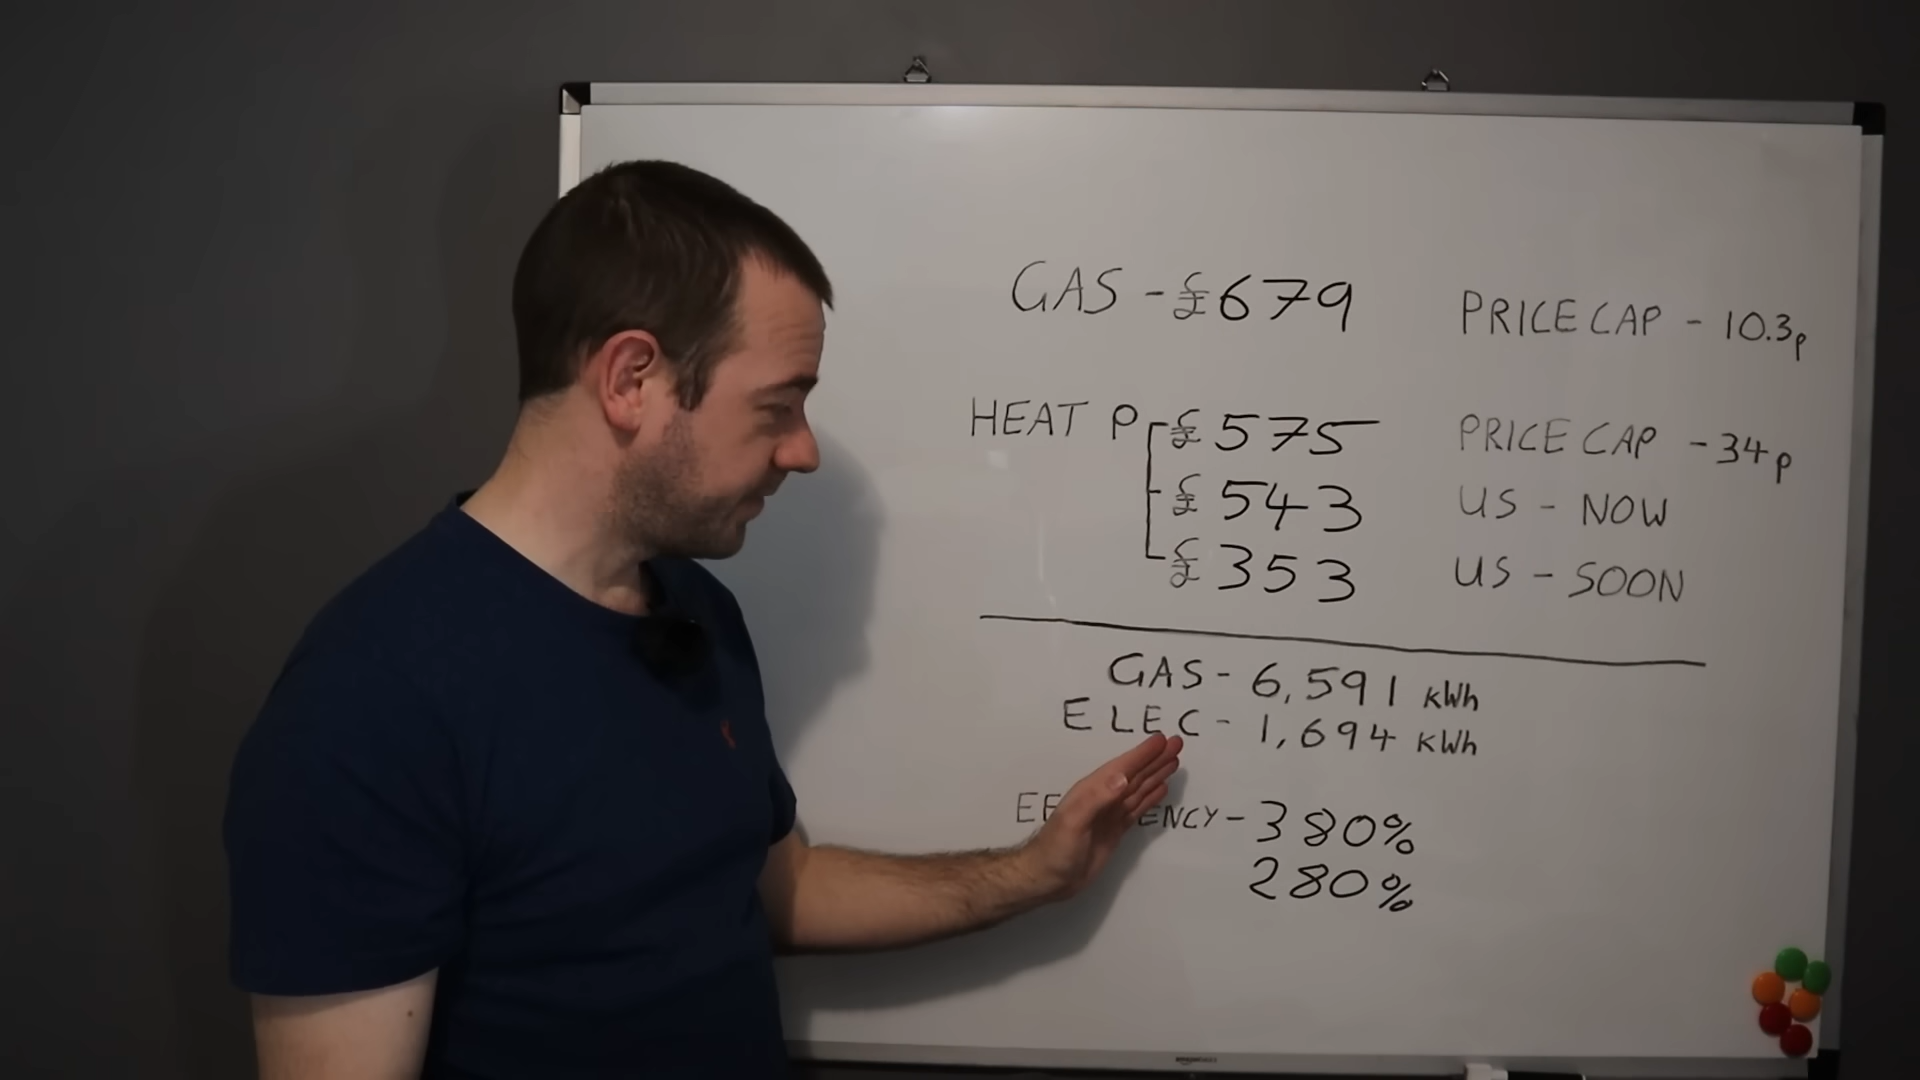 GAS - £679 PRICE CAP - 10.3p
HEAT P £575 PRICE CAP - 34p
£543 US - NOW
£353 US - SOON
GAS - 6,591 kWh
ELEC - 1,694 kWh
- 380%
280%